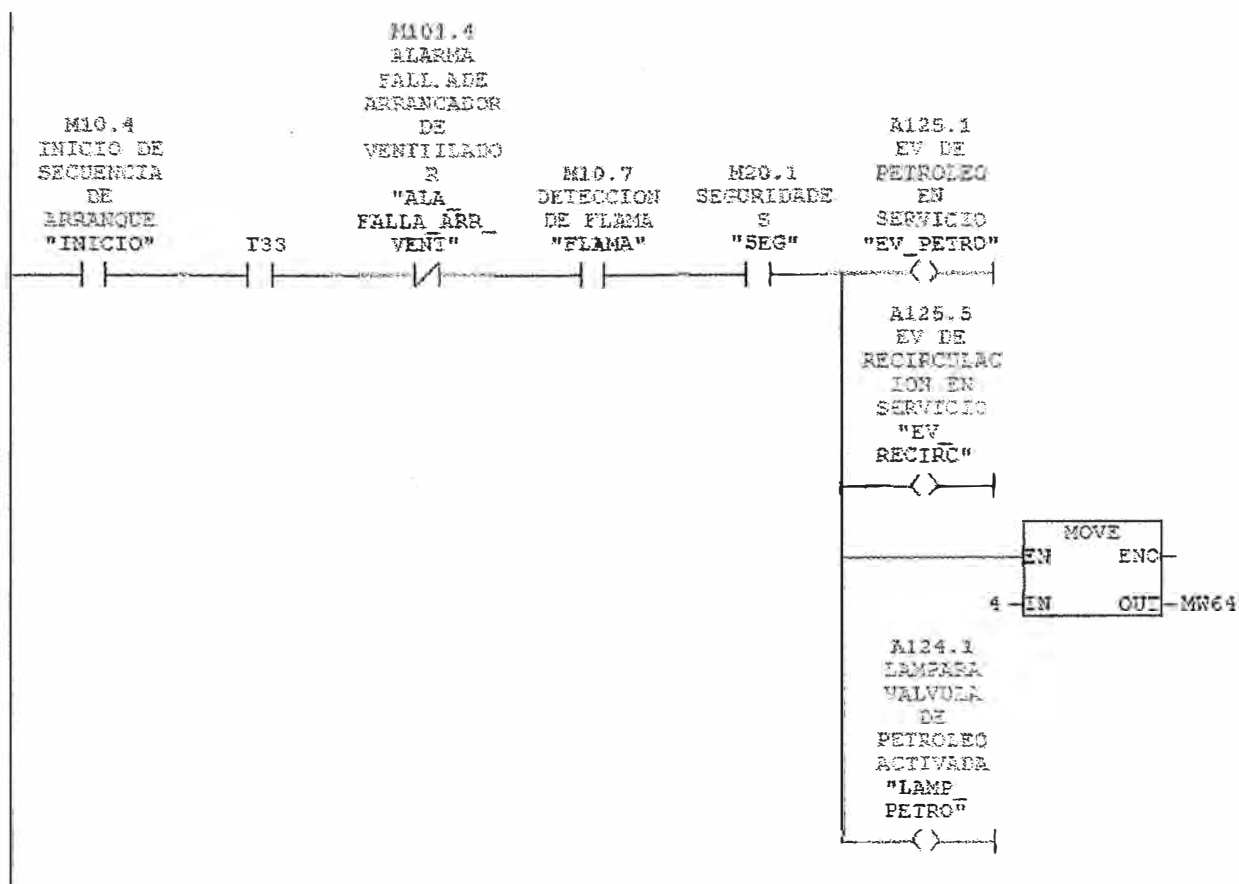 M101.4
ALARMA
FALL.ADE
ARRANCADOR
DE
VENTIILADO
R
"ALA_
FALLA_ARR_
VENT"
M10.4
INICIO DE
SECUENCIA
DE
ARRANQUE
"INICIO"
T33
M10.7
DETECCION
DE FLAMA
"FLAMA"
M20.1
SEGURIDADE
S
"SEG"
A125.1
EV DE
PETROLEO
EN
SERVICIO
"EV_PETRO"
A125.5
EV DE
RECIRCULAC
ION EN
SERVICIO
"EV_
RECIRC"
MOVE
EN ENO
4 IN OUT MW64
A124.1
LAMPARA
VALVULA
DE
PETROLEO
ACTIVADA
"LAMP_
PETRO"